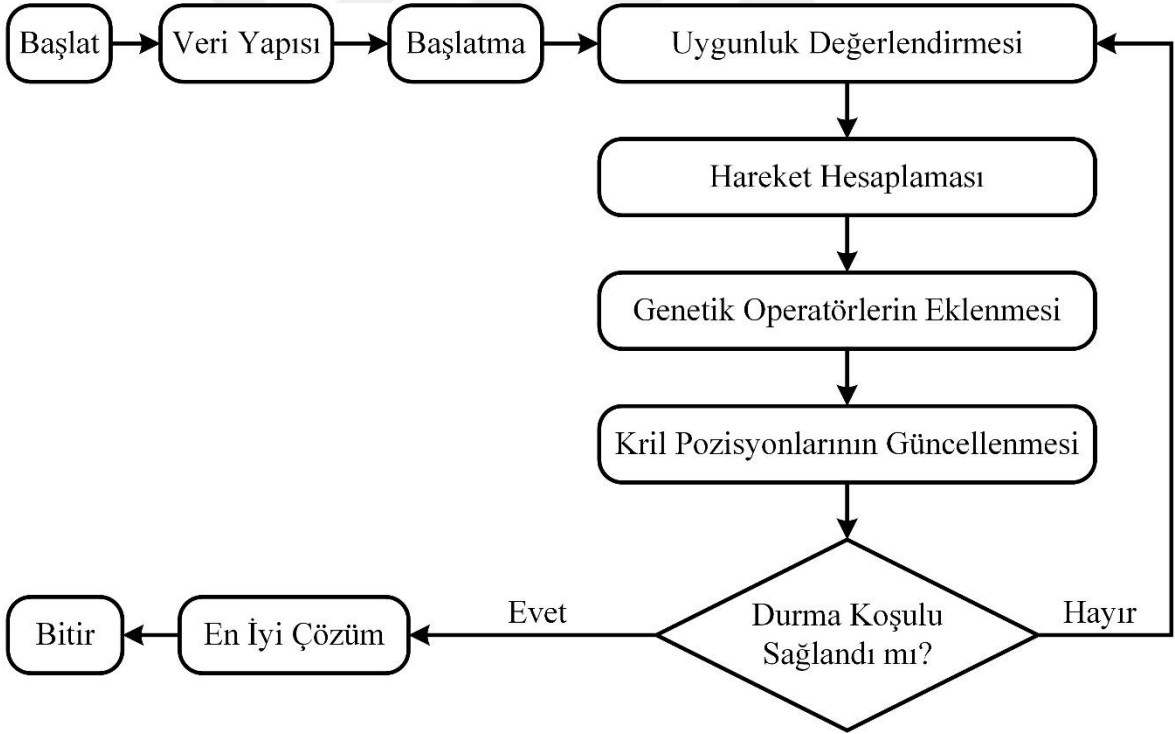 Başlat
Veri Yapısı
Başlatma
Uygunluk Değerlendirmesi
Hareket Hesaplaması
Genetik Operatörlerin Eklenmesi
Kril Pozisyonlarının Güncellenmesi
Durma Koşulu
Sağlandı mı?
Hayır
Evet
En İyi Çözüm
Bitir